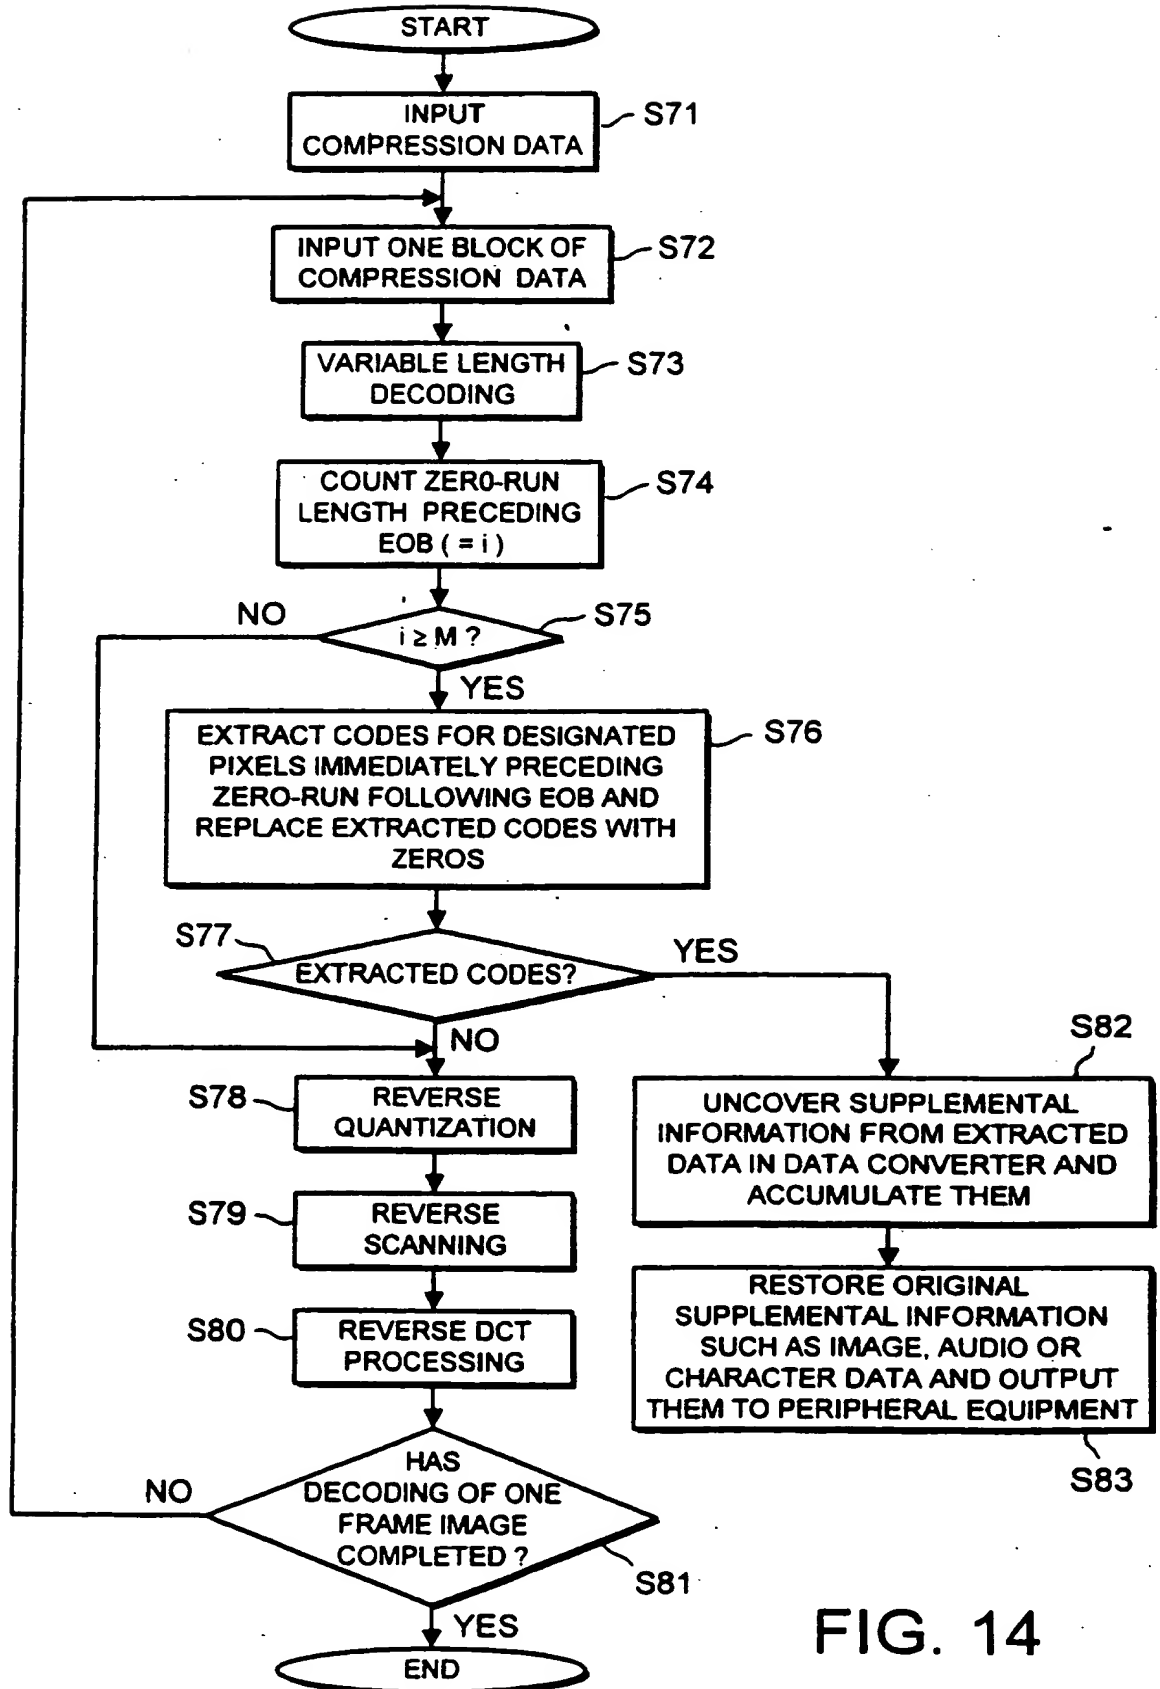 START
INPUT
COMPRESSION DATA
S71
INPUT ONE BLOCK OF
COMPRESSION DATA
S72
VARIABLE LENGTH
DECODING
S73
COUNT ZERO-RUN
LENGTH PRECEDING
EOB ( = i )
S74
NO
i ≥ M ?
S75
YES
EXTRACT CODES FOR DESIGNATED
PIXELS IMMEDIATELY PRECEDING
ZERO-RUN FOLLOWING EOB AND
REPLACE EXTRACTED CODES WITH
ZEROS
S76
S77
EXTRACTED CODES?
YES
NO
S78
REVERSE
QUANTIZATION
S79
REVERSE
SCANNING
S80
REVERSE DCT
PROCESSING
S82
UNCOVER SUPPLEMENTAL
INFORMATION FROM EXTRACTED
DATA IN DATA CONVERTER AND
ACCUMULATE THEM
RESTORE ORIGINAL
SUPPLEMENTAL INFORMATION
SUCH AS IMAGE, AUDIO OR
CHARACTER DATA AND OUTPUT
THEM TO PERIPHERAL EQUIPMENT
S83
NO
HAS
DECODING OF ONE
FRAME IMAGE
COMPLETED ?
S81
YES
END
FIG. 14